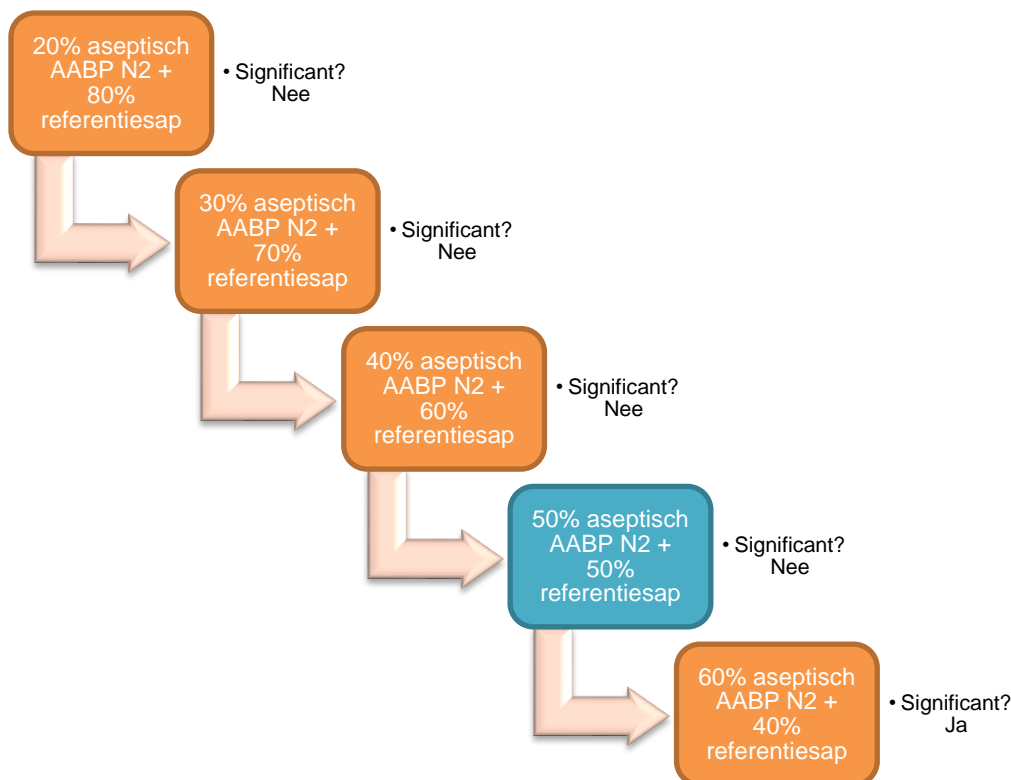 20% aseptisch
AABP N2 +
80%
referentiesap
• Significant?
Nee
30% aseptisch
AABP N2 +
70%
referentiesap
• Significant?
Nee
40% aseptisch
AABP N2 +
60%
referentiesap
• Significant?
Nee
50% aseptisch
AABP N2 +
50%
referentiesap
• Significant?
Nee
60% aseptisch
AABP N2 +
40%
referentiesap
• Significant?
Ja